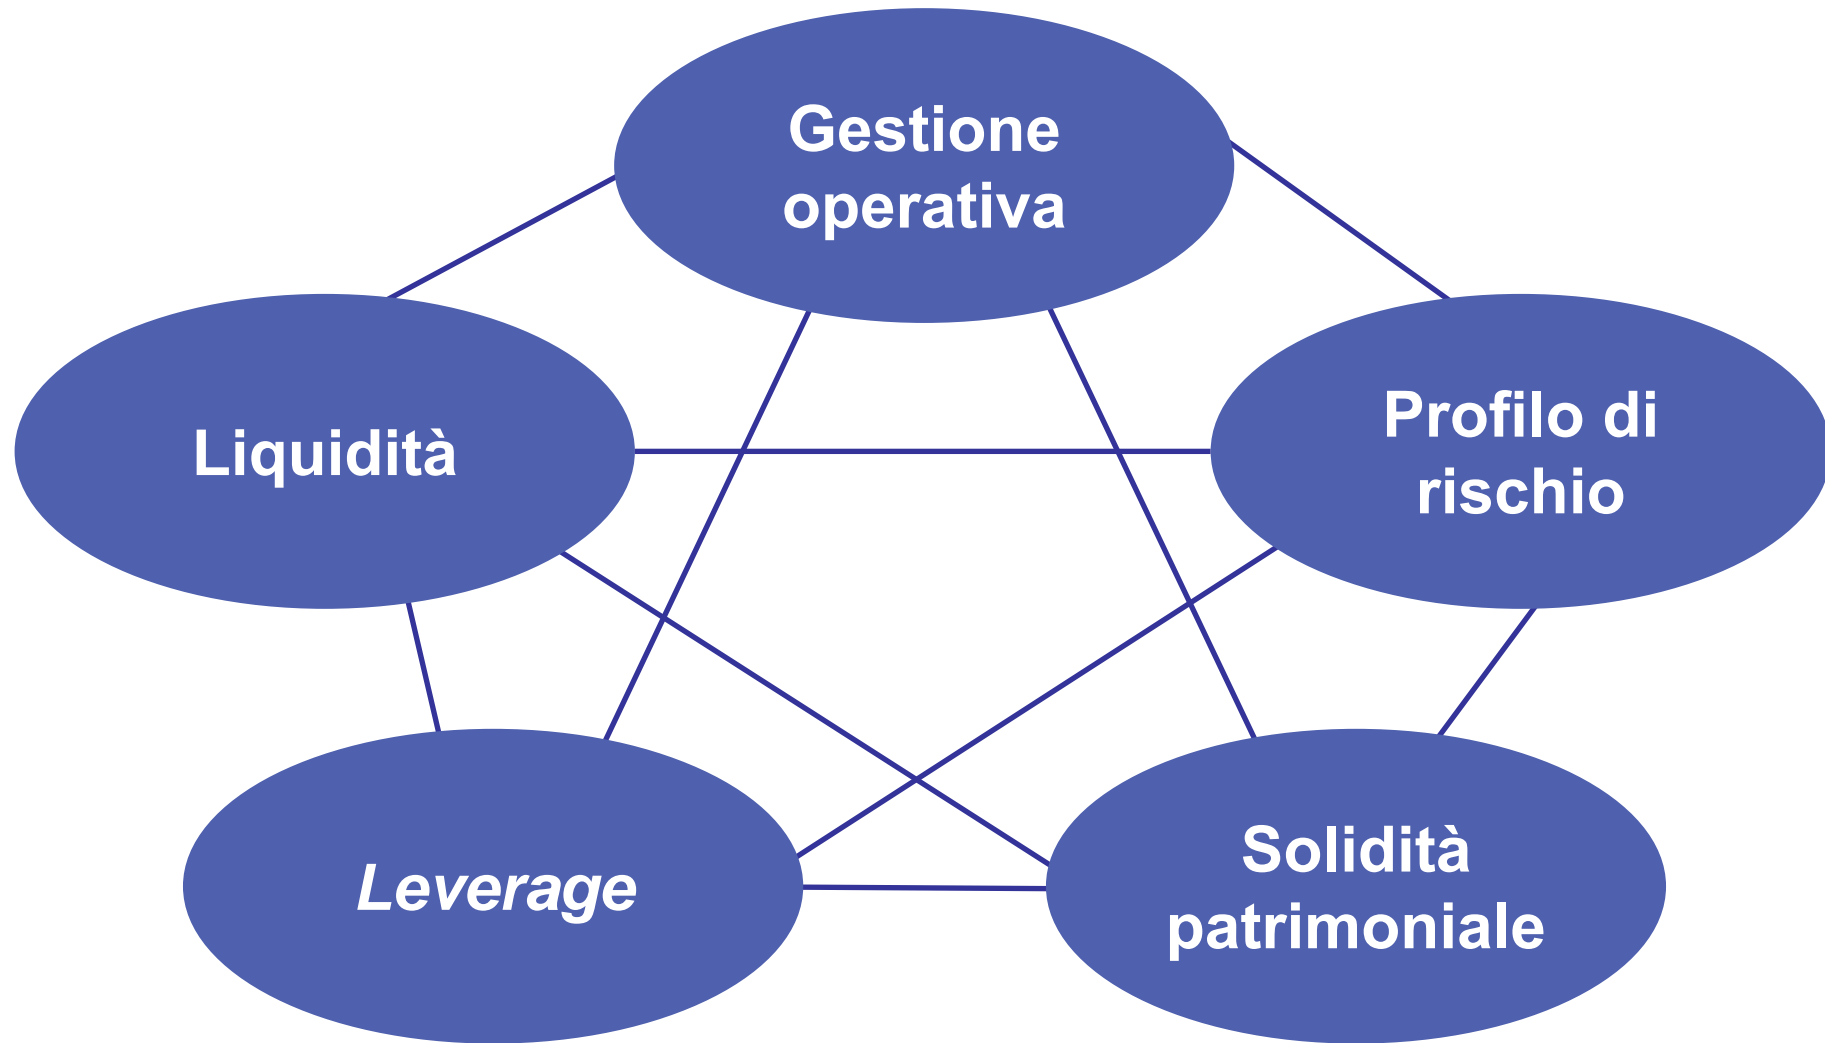 Gestione
operativa
Liquidità
Profilo di
rischio
Leverage
Solidità
patrimoniale